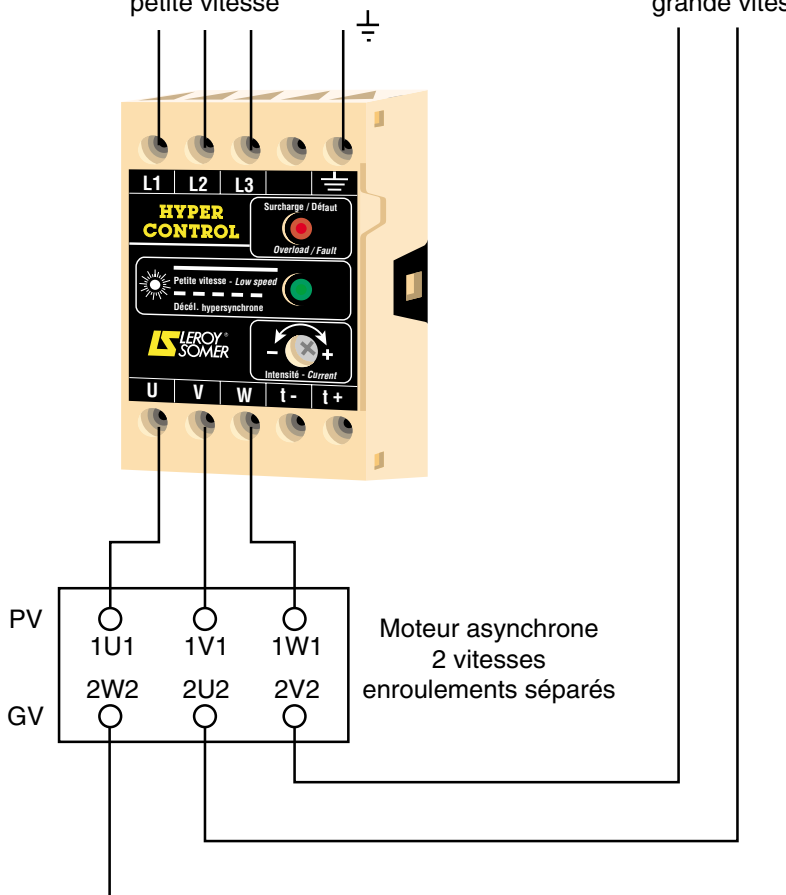 petite vitesse
grande vites
L1 L2 L3
HYPER
CONTROL
Surcharge / Défaut
Overload / Fault
Petite vitesse - Low speed
Décél. hypersynchrone
LS LEROY®
SOMER
- +
Intensité - Current
U V W t - t +
PV
1U1 1V1 1W1
2W2 2U2 2V2
GV
Moteur asynchrone
2 vitesses
enroulements séparés